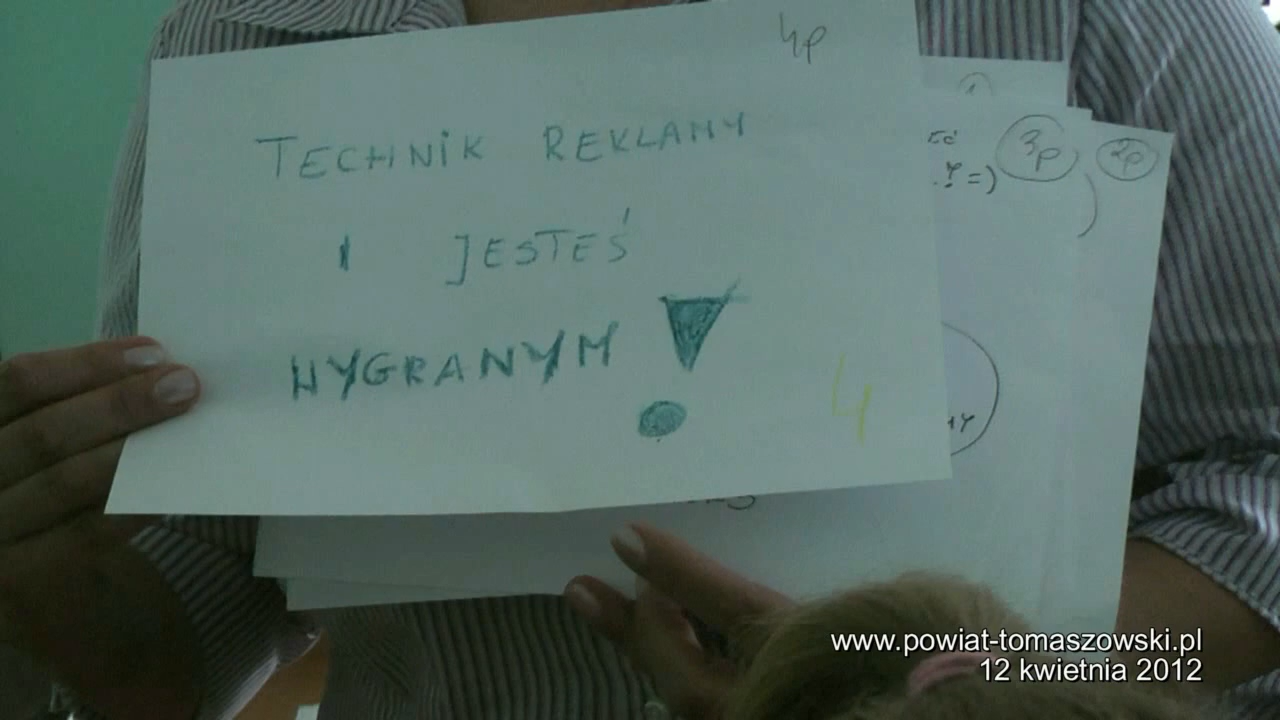 4p
TECHNIK REKLAMY
I JESTEŚ
WYGRANYM!
4
3p
2p
!=)
www.powiat-tomaszowski.pl
12 kwietnia 2012